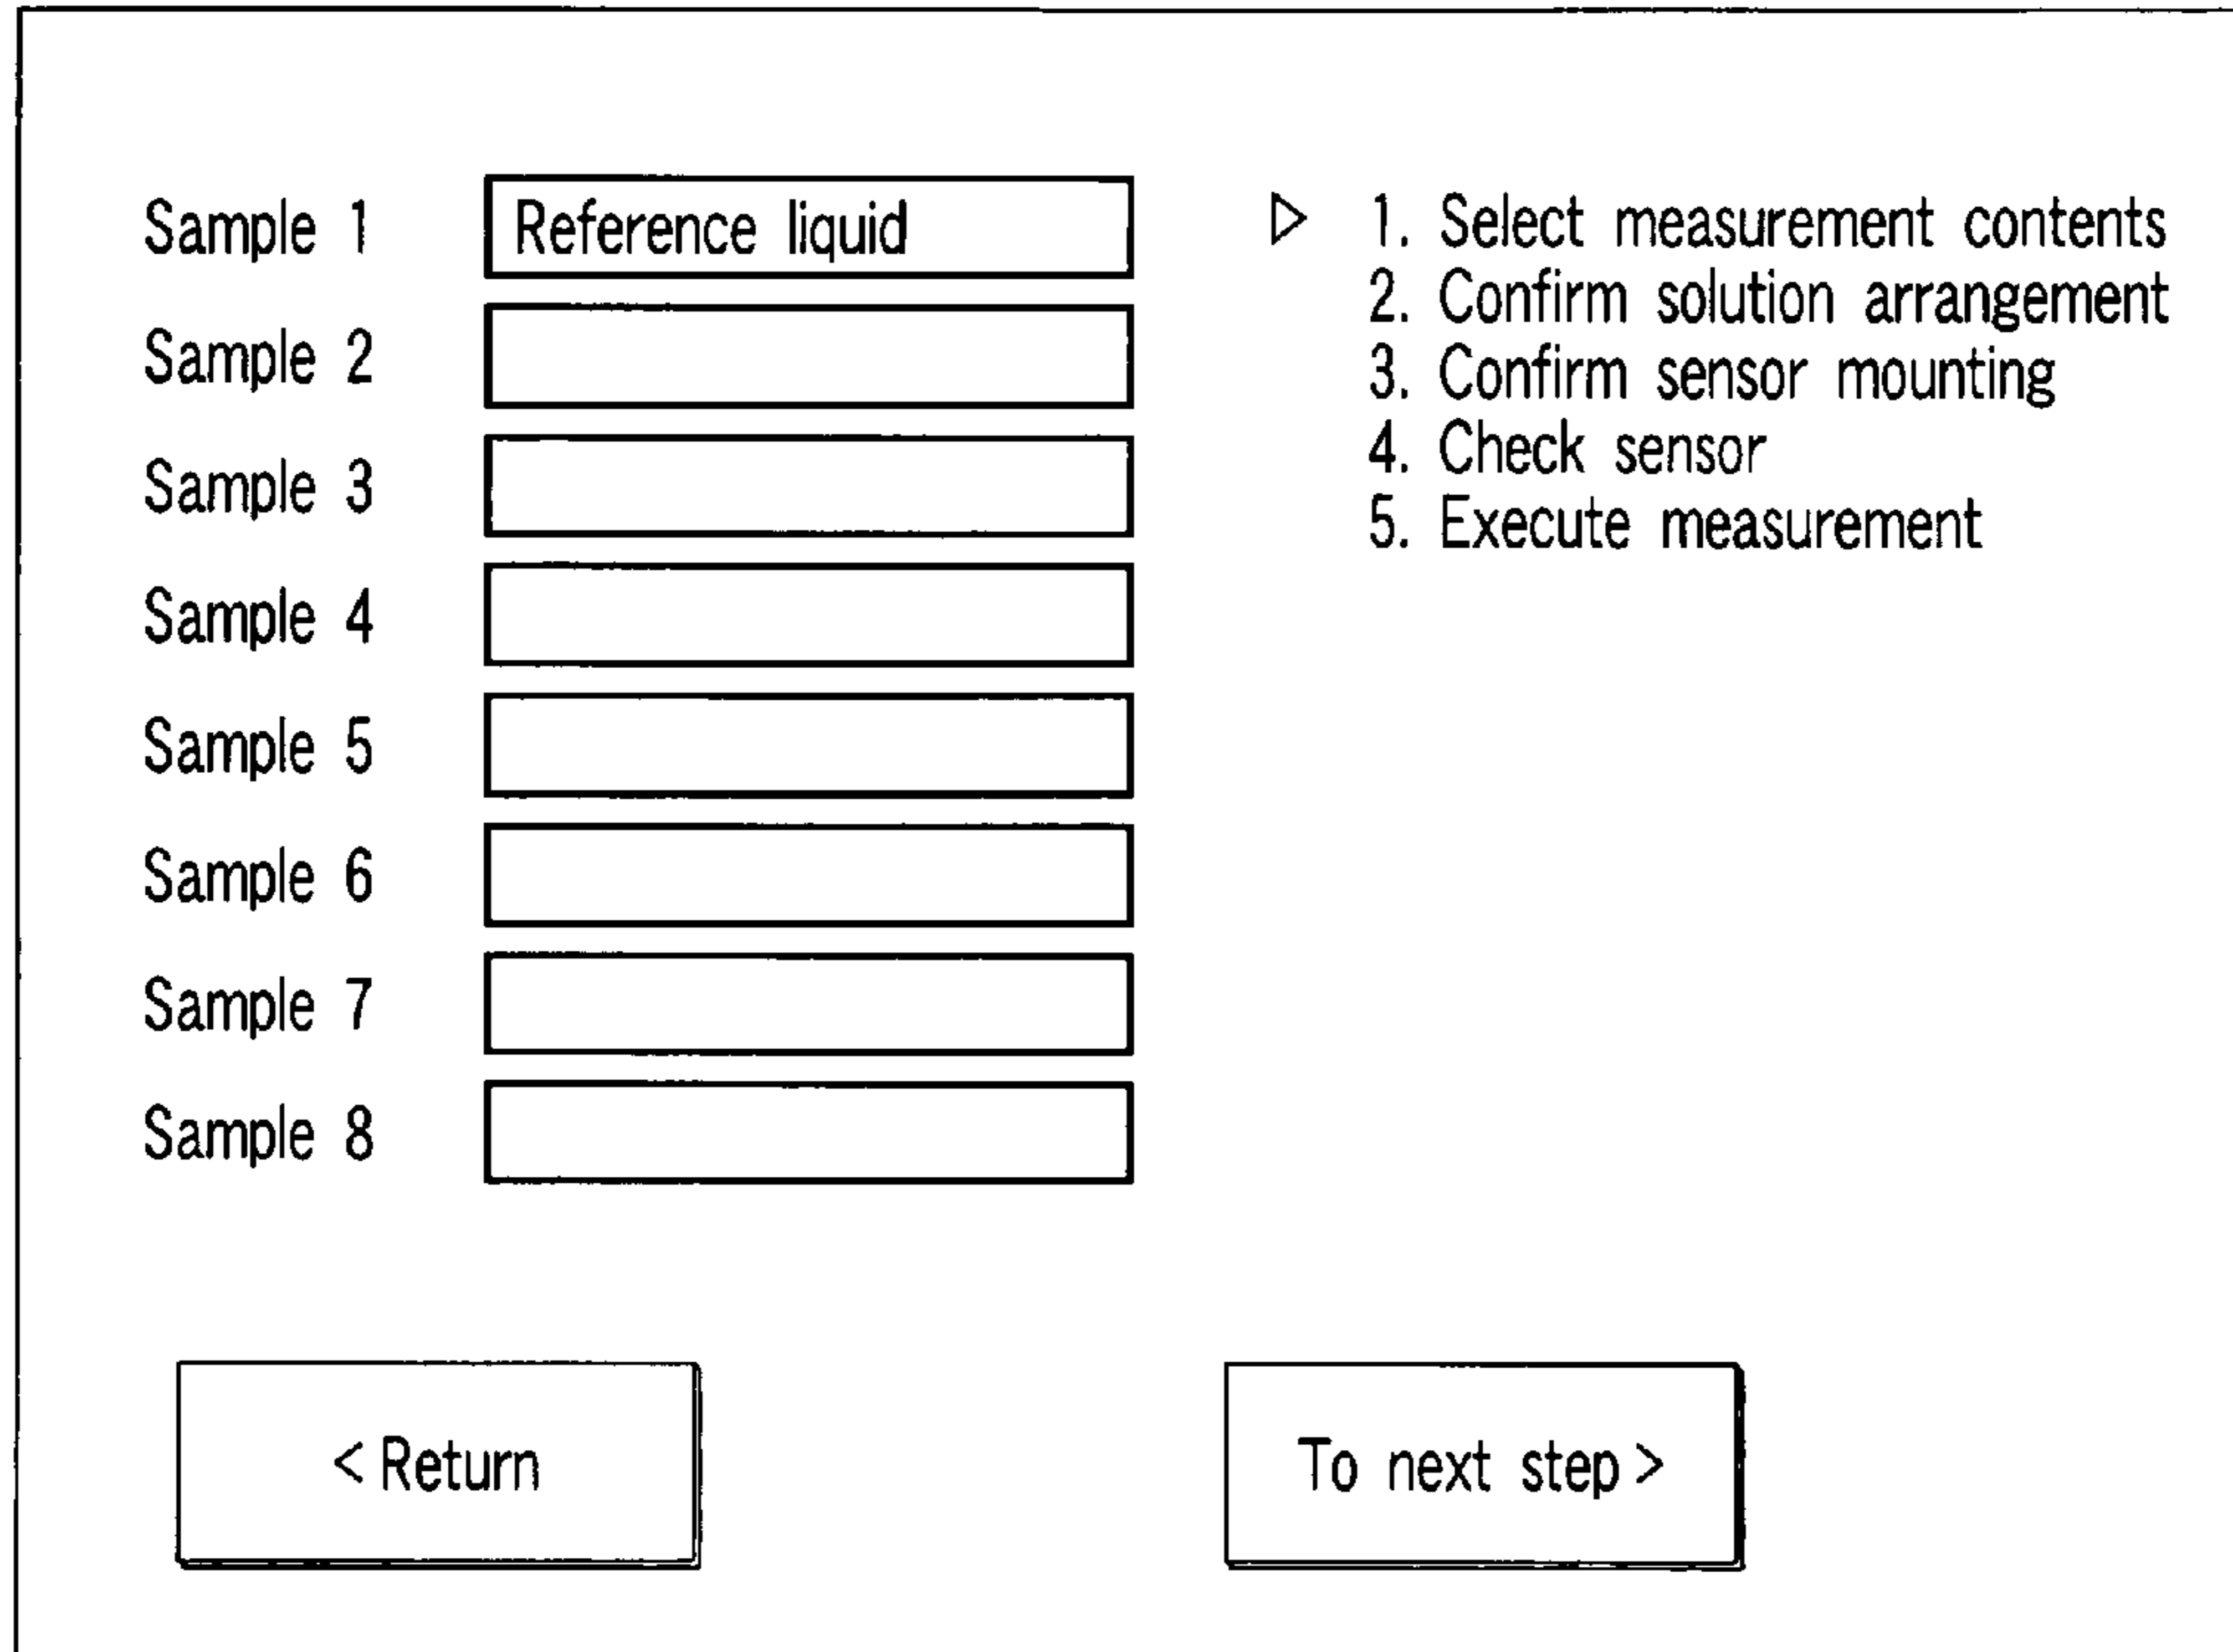 Sample 1 Reference liquid
Sample 2
Sample 3
Sample 4
Sample 5
Sample 6
Sample 7
Sample 8
▷ 1. Select measurement contents
2. Confirm solution arrangement
3. Confirm sensor mounting
4. Check sensor
5. Execute measurement
< Return
To next step >